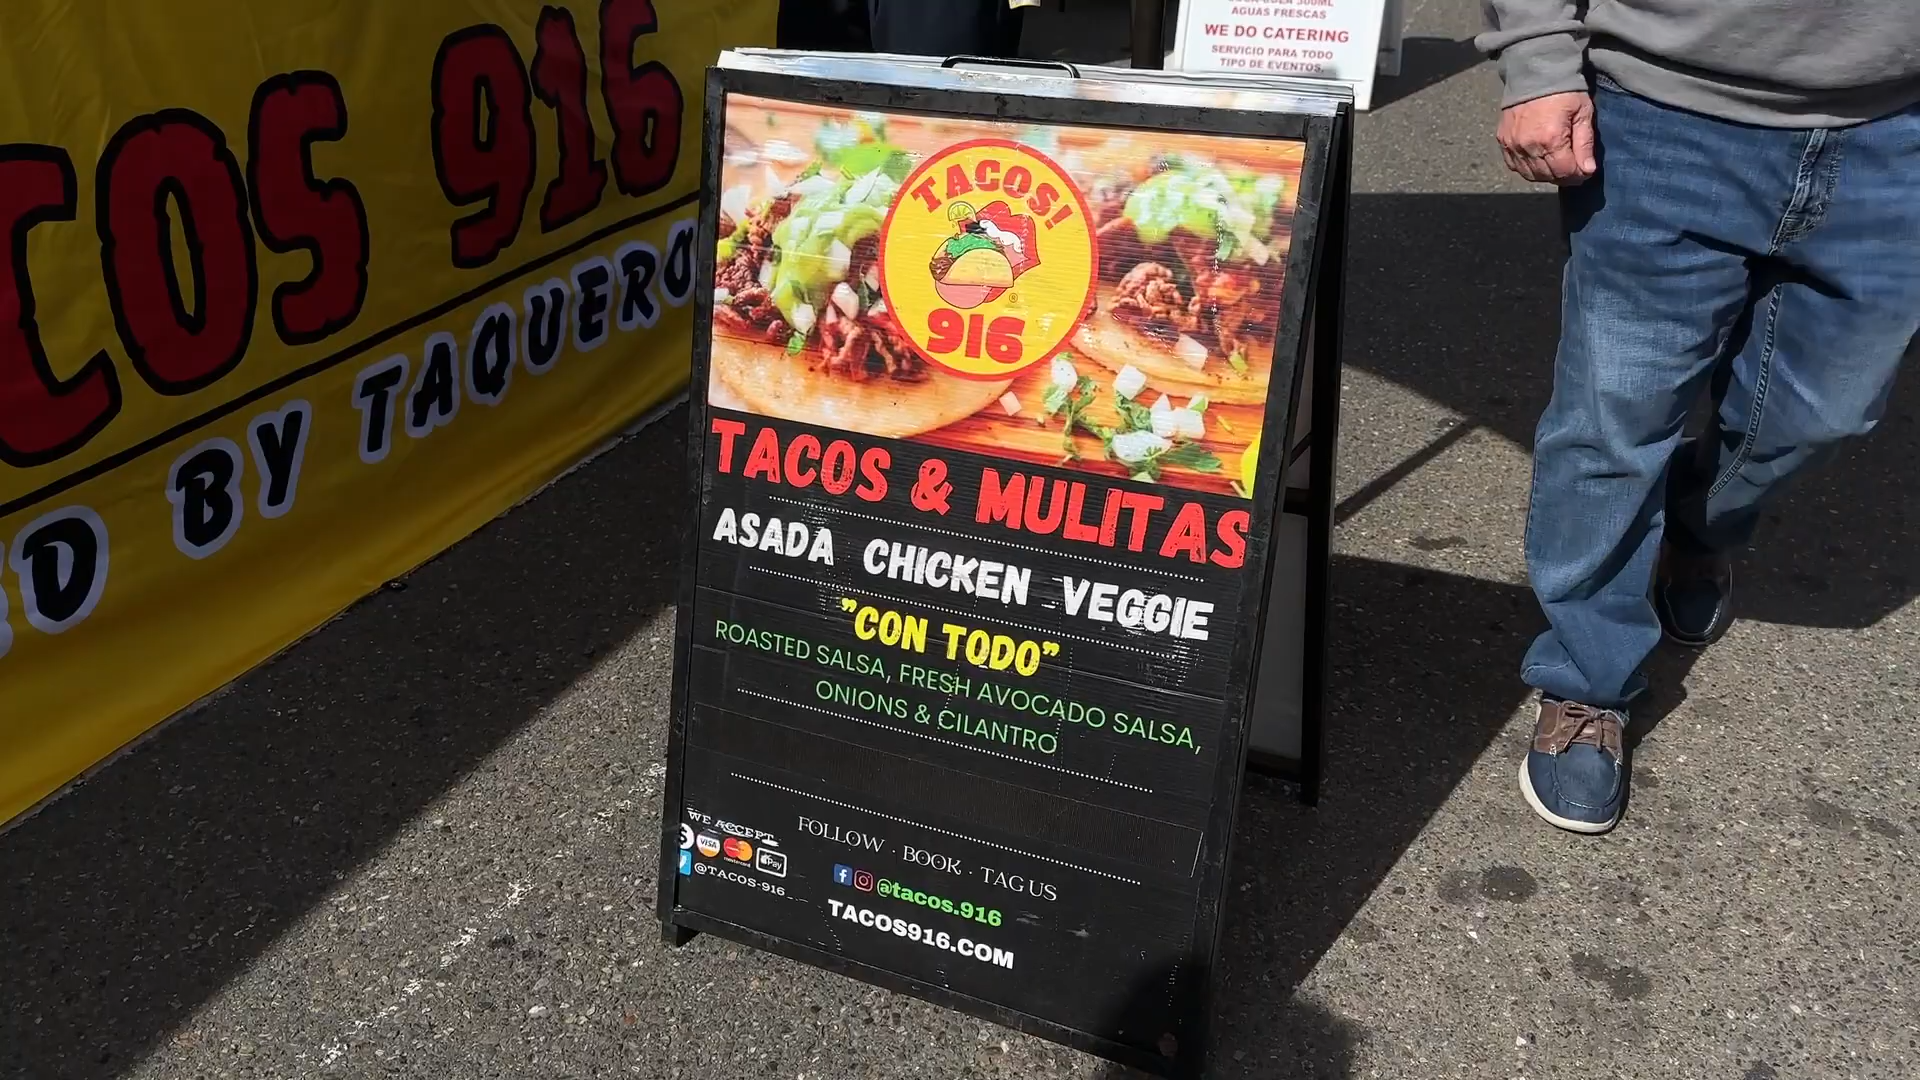 COS 916
ED BY TAQUERO
AGUAS FRESCAS
WE DO CATERING
SERVICIO PARA TODO
TIPO DE EVENTOS.
TACOS!
916
TACOS & MULITAS
ASADA CHICKEN VEGGIE
"CON TODO"
ROASTED SALSA, FRESH AVOCADO SALSA,
ONIONS & CILANTRO
WE ACCEPT
VISA
mastercard
Pay
@TACOS-916
FOLLOW · BOOK · TAG US
@tacos.916
TACOS916.COM